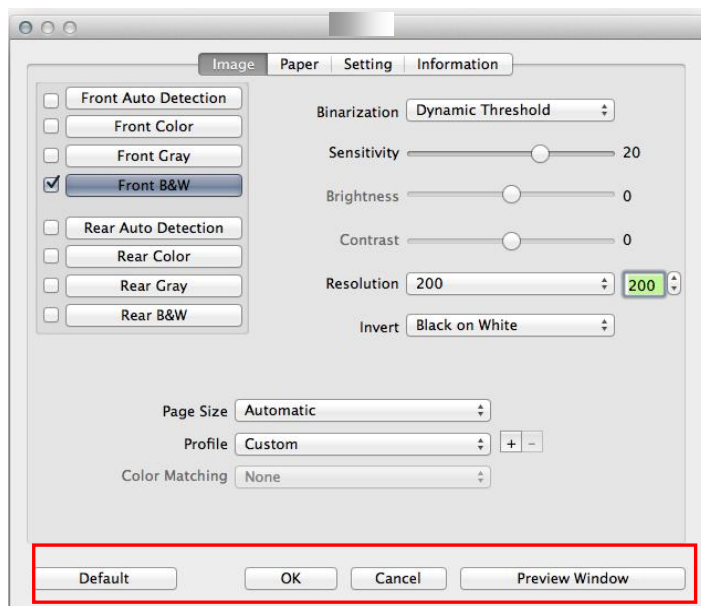 Image Paper Setting Information
Front Auto Detection
Front Color
Front Gray
Front B&W
Rear Auto Detection
Rear Color
Rear Gray
Rear B&W
Binarization Dynamic Threshold
Sensitivity 20
Brightness 0
Contrast 0
Resolution 200 200
Invert Black on White
Page Size Automatic
Profile Custom + -
Color Matching None
Default OK Cancel Preview Window